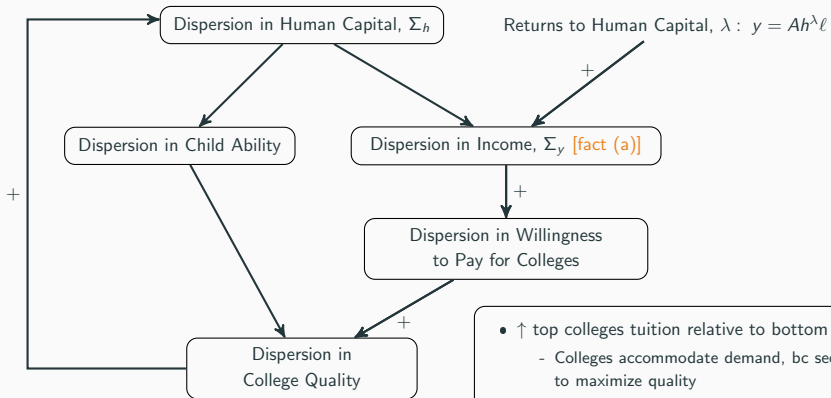 Dispersion in Human Capital, Σₕ
Returns to Human Capital, λ : y = Ah^λℓ
+
Dispersion in Child Ability
Dispersion in Income, Σ_y [fact (a)]
+
+
Dispersion in Willingness
to Pay for Colleges
+
Dispersion in
College Quality
• ↑ top colleges tuition relative to bottom
- Colleges accommodate demand, bc
to maximize quality